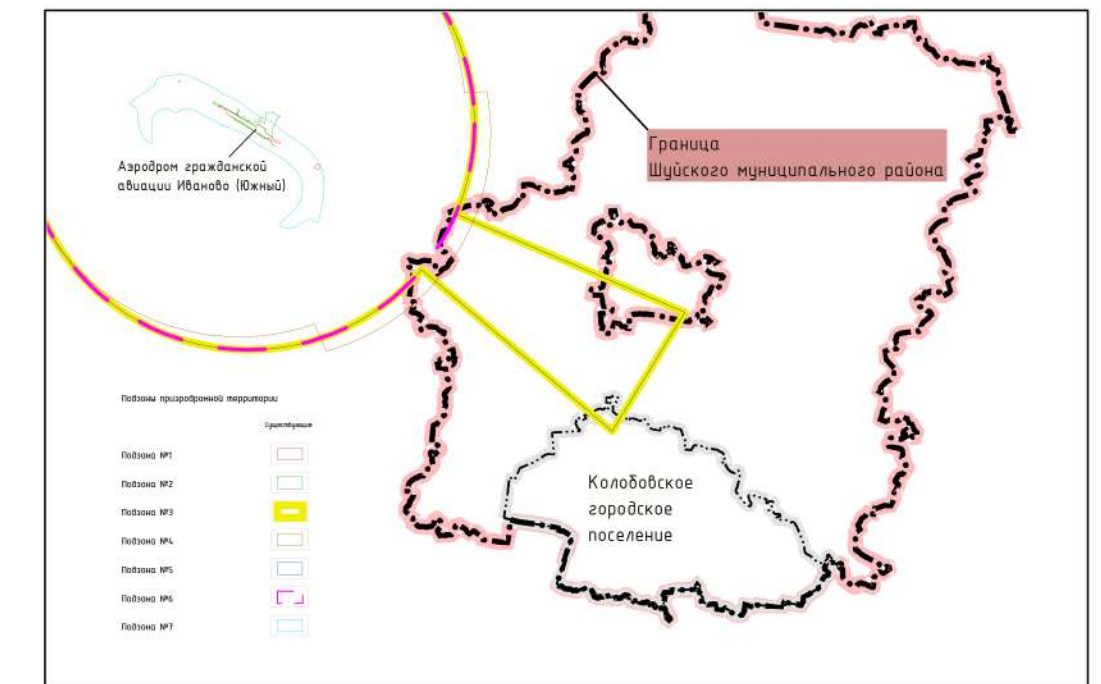 Граница
Шуйского муниципального района
Аэродром гражданской
авиации Иваново (Южный)
Подзоны приаэродромной территории
Существующие
Подзона №1
Подзона №2
Подзона №3
Подзона №4
Подзона №5
Подзона №6
Подзона №7
Колобовское
городское
поселение